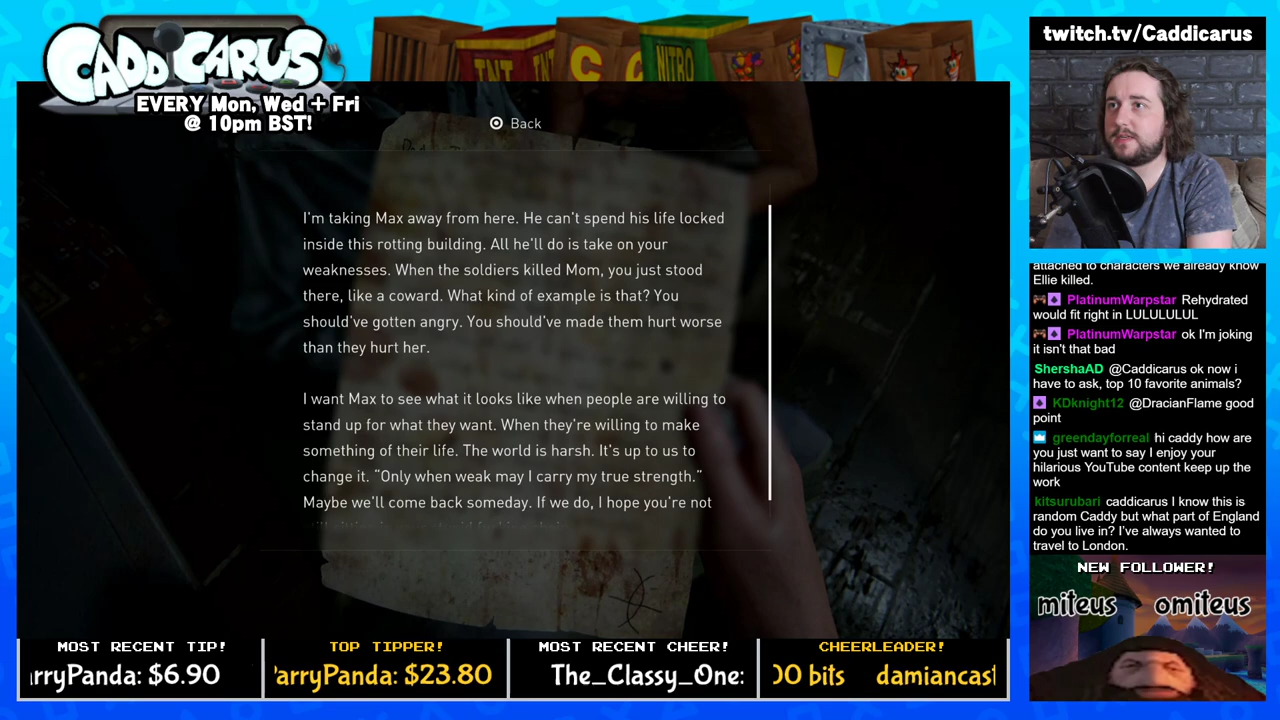 CADDICARUS
EVERY Mon, Wed + Fri
@ 10pm BST!
TNT TNT C C NITRO
Back
I'm taking Max away from here. He can't spend his life locked
inside this rotting building. All he'll do is take on your
weaknesses. When the soldiers killed Mom, you just stood
there, like a coward. What kind of example is that? You
should've gotten angry. You should've made them hurt worse
than they hurt her.
I want Max to see what it looks like when people are willing to
stand up for what they want. When they're willing to make
something of their life. The world is harsh. It's up to us to
change it. "Only when weak may I carry my true strength."
Maybe we'll come back someday. If we do, I hope you're not
twitch.tv/Caddicarus
attached to characters we already know
Ellie killed.
PlatinumWarpstar Rehydrated
would fit right in LULULULUL
PlatinumWarpstar ok I'm joking
it isn't that bad
ShershaAD @Caddicarus ok now i
have to ask, top 10 favorite animals?
KDknight12 @DracianFlame good
point
greendayforreal hi caddy how are
you just want to say I enjoy your
hilarious YouTube content keep up the
work
kitsurubari caddicarus I know this is
random Caddy but what part of England
do you live in? I've always wanted to
travel to London.
NEW FOLLOWER!
miteus omiteus
MOST RECENT TIP!
rryPanda: $6.90
TOP TIPPER!
arryPanda: $23.80
MOST RECENT CHEER!
The_Classy_One:
CHEERLEADER!
00 bits damiancast